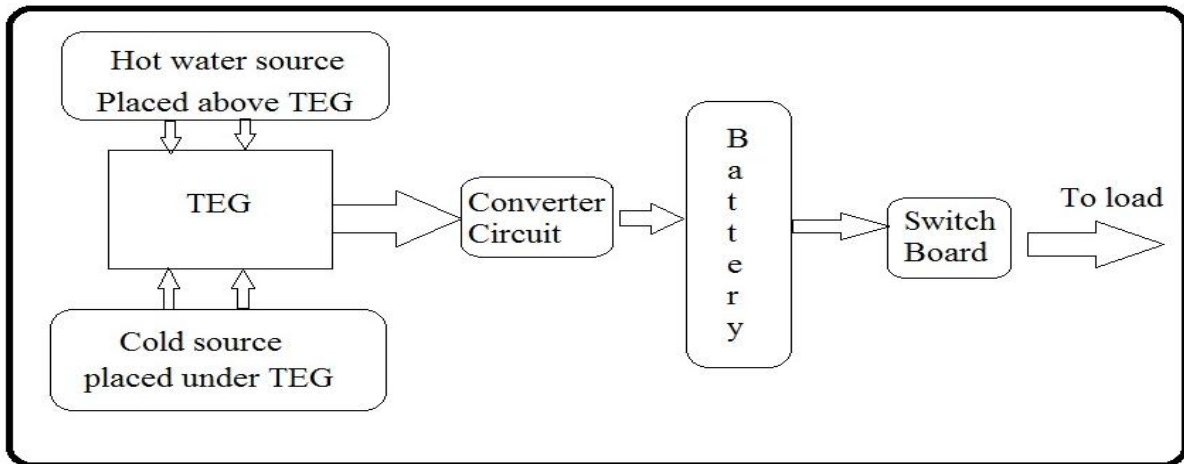 Hot water source
Placed above TEG
TEG
Cold source
placed under TEG
Converter
Circuit
B
a
t
t
e
r
y
Switch
Board
To load